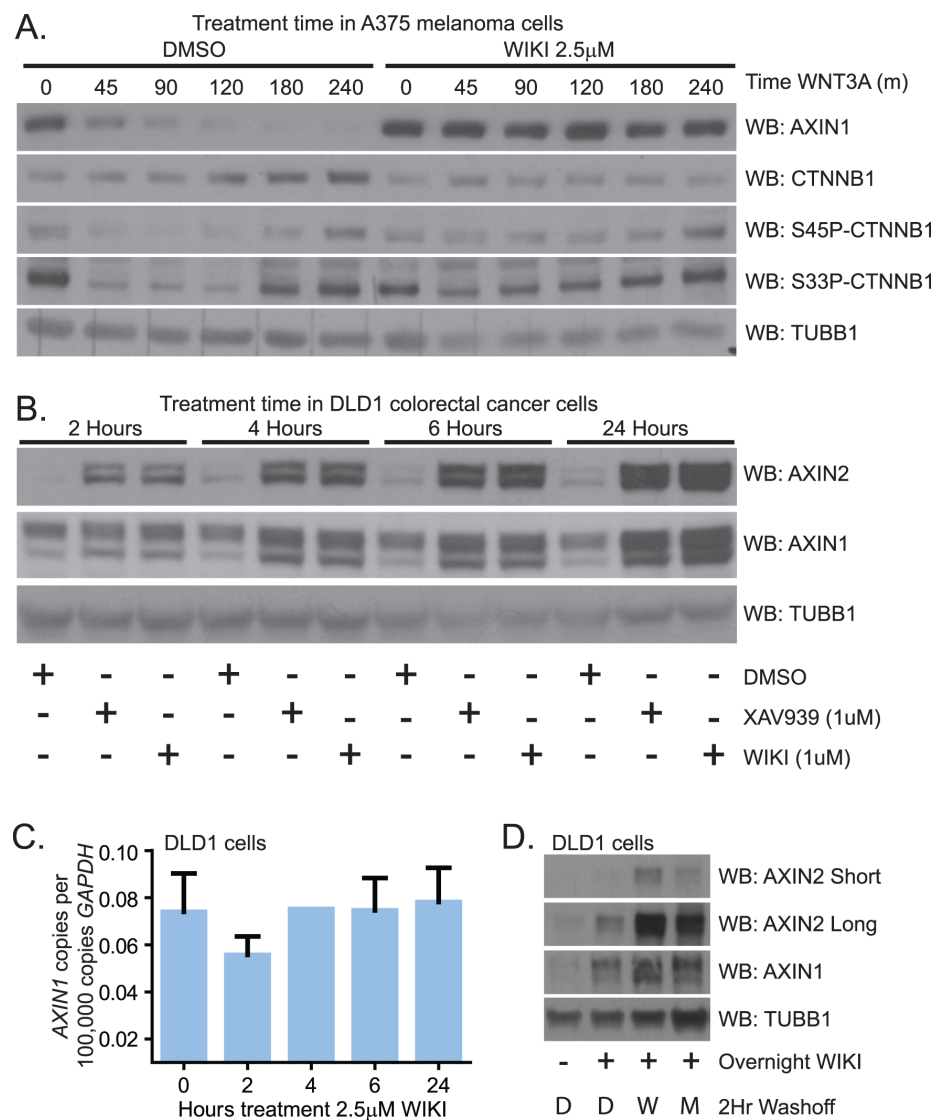 A.
Treatment time in A375 melanoma cells
DMSO WIKI 2.5μM
0 45 90 120 180 240 0 45 90 120 180 240 Time WNT3A (m)
WB: AXIN1
WB: CTNNB1
WB: S45P-CTNNB1
WB: S33P-CTNNB1
WB: TUBB1
B.
Treatment time in DLD1 colorectal cancer cells
2 Hours 4 Hours 6 Hours 24 Hours
WB: AXIN2
WB: AXIN1
WB: TUBB1
+ - - + - - + - - + - - DMSO
- + - - + - - + - - + - XAV939 (1uM)
- - + - - + - - + - - + WIKI (1uM)
C.
DLD1 cells
AXIN1 copies per
100,000 copies GAPDH
0.10
0.08
0.06
0.04
0.02
0 2 4 6 24
Hours treatment 2.5μM WIKI
D.
DLD1 cells
WB: AXIN2 Short
WB: AXIN2 Long
WB: AXIN1
WB: TUBB1
- + + + Overnight WIKI
D D W M 2Hr Washoff